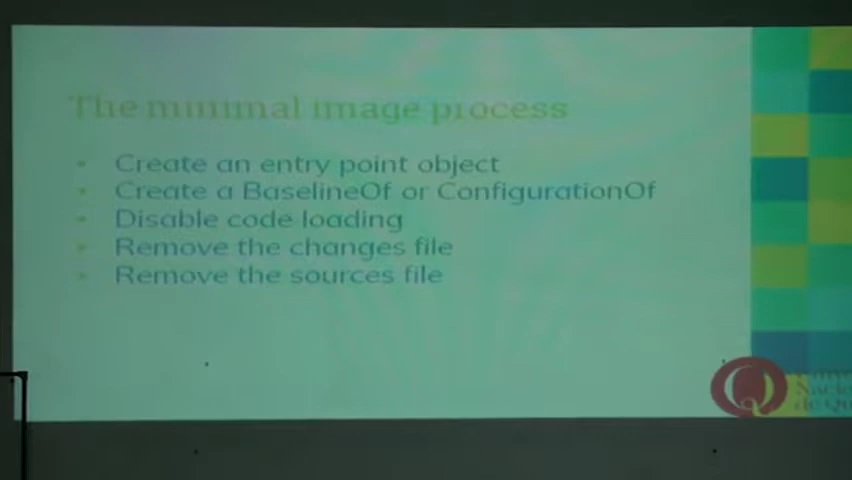 The minimal image process
• Create an entry point object
• Create a BaselineOf or ConfigurationOf
• Disable code loading
• Remove the changes file
• Remove the sources file